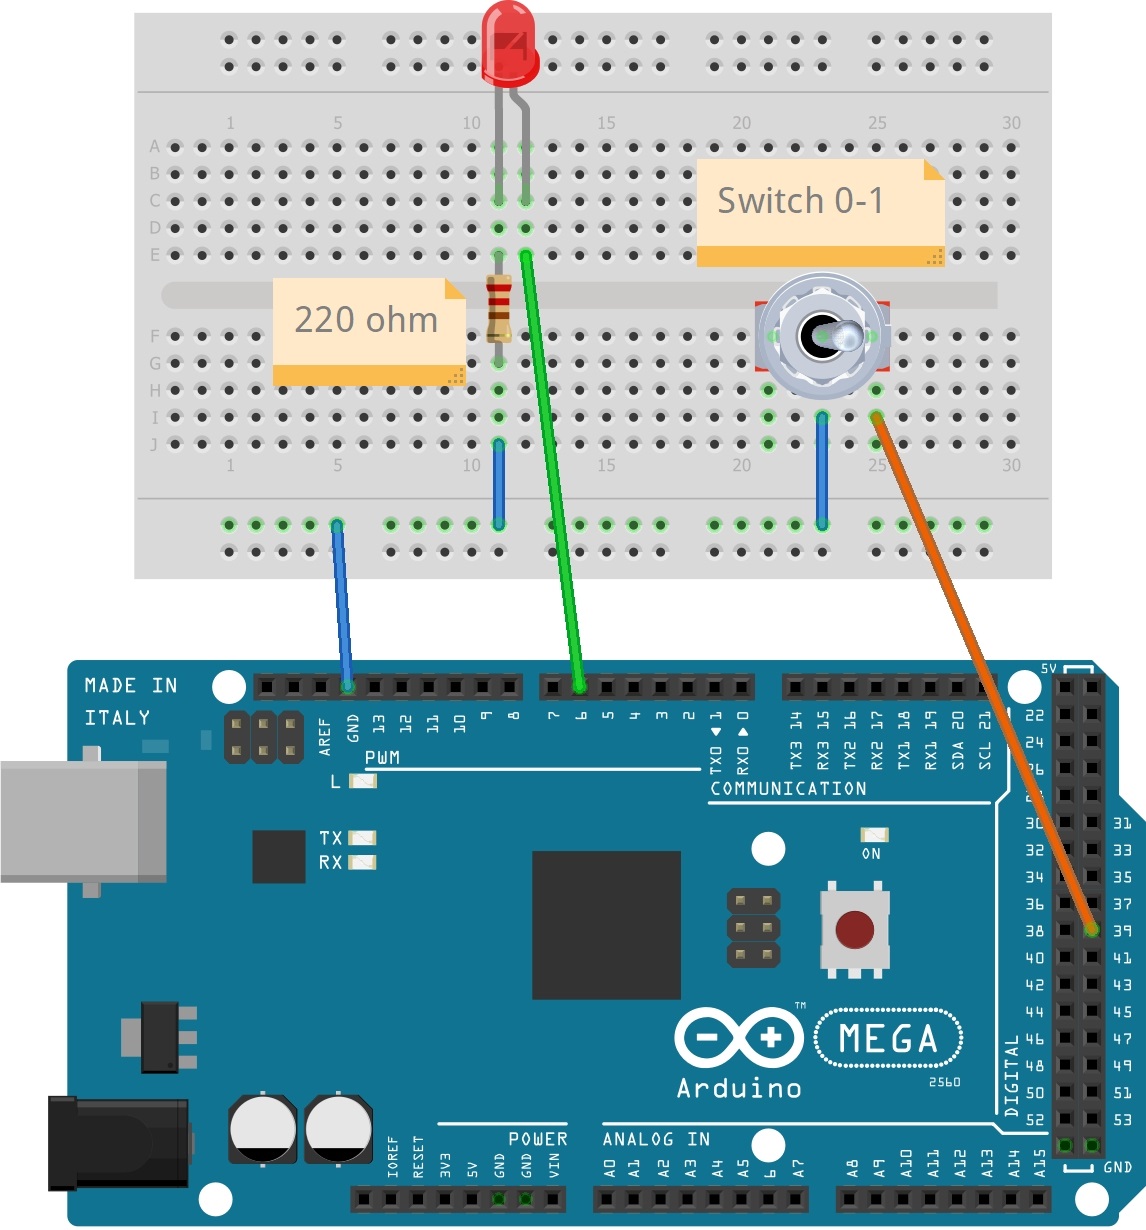 1 5 10 15 20 25 30
A
B
Switch 0-1
C
D
E
220 ohm
F
G
H
I
J
1 5 10 15 20 25 30
MADE IN
ITALY
AREF GND 13 12 11 10 9 8
7 6 5 4 3 2 TX0 1 RX0 0
TX3 14 RX3 15 TX2 16 RX2 17 TX1 18 RX1 19 SDA 20 SCL 21
5V
22
24
26
30 31
32 33
34 35
36 37
38 39
40 41
42 43
44 45
46 47
48 49
50 51
52 53
GND
DIGITAL
PWM
L
COMMUNICATION
TX
RX
ON
TM
MEGA
2560
Arduino
POWER
ANALOG IN
IOREF RESET 3V3 5V GND GND VIN
A0 A1 A2 A3 A4 A5 6 A7
A8 A9 A10 A11 A12 A13 A14 A15